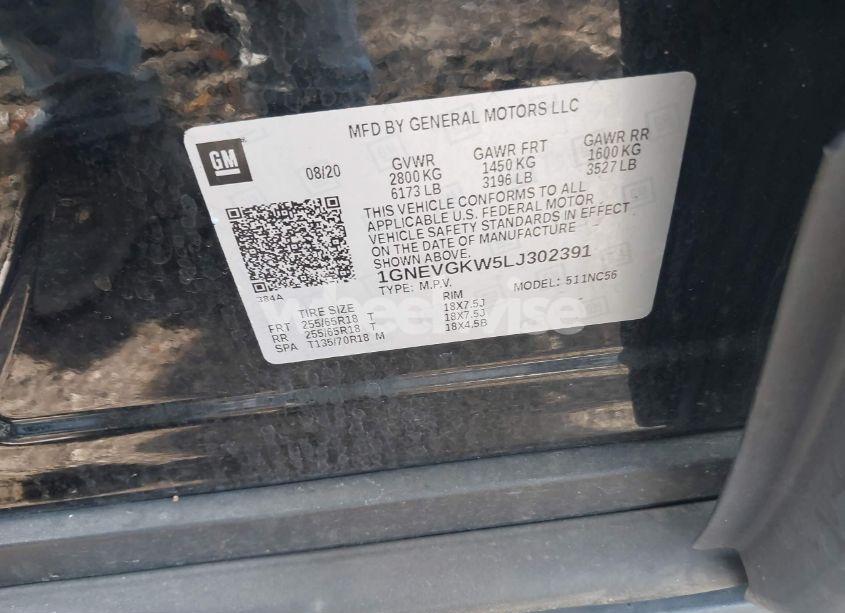 MFD BY GENERAL MOTORS LLC
GM
08/20
GVWR GAWR FRT GAWR RR
2800 KG 1450 KG 1600 KG
6173 LB 3196 LB 3527 LB
THIS VEHICLE CONFORMS TO ALL
APPLICABLE U.S. FEDERAL MOTOR
VEHICLE SAFETY STANDARDS IN EFFECT
ON THE DATE OF MANUFACTURE
SHOWN ABOVE.
1GNEVGKW5LJ302391
TYPE: M.P.V. MODEL: 511NC56
384A
TIRE SIZE RIM
FRT 255/65R18 T 18X7.5J
RR 255/65R18 T 18X7.5J
SPA T135/70R18 M 18X4.5B